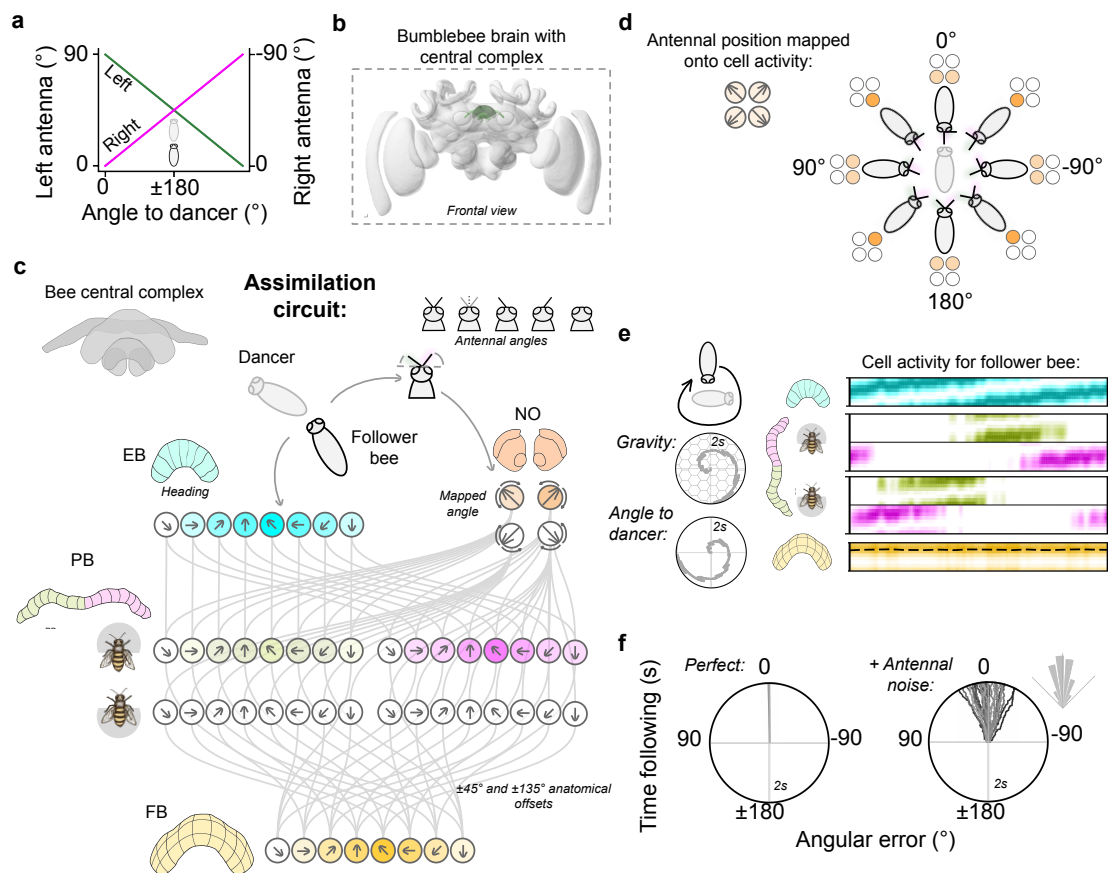 a
90
-90
Left antenna (°)
Right antenna (°)
Left
Right
0
0
0
±180
Angle to dancer (°)
b
Bumblebee brain with
central complex
Frontal view
c
Bee central complex
Assimilation
circuit:
Antennal angles
Dancer
Follower
bee
NO
EB
Heading
Mapped
angle
PB
±45° and ±135° anatomical
offsets
FB
d
Antennal position mapped
onto cell activity:
0°
90°
-90°
180°
e
Cell activity for follower bee:
Gravity:
2s
Angle to
dancer:
2s
f
Perfect:
0
+ Antennal
noise:
0
Time following (s)
90
-90
90
-90
2s
2s
±180
±180
Angular error (°)